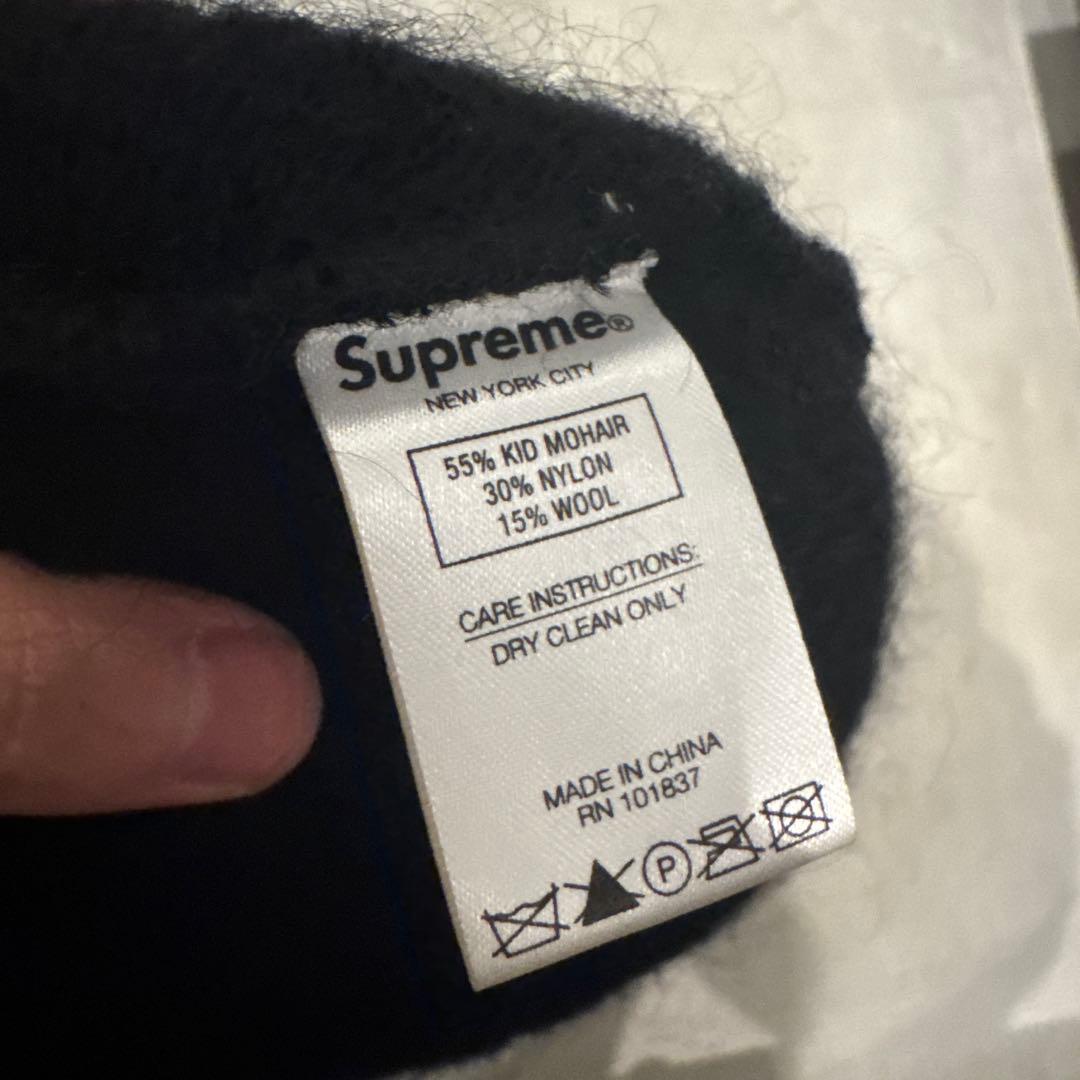 Supreme®
NEW YORK CITY
55% KID MOHAIR
30% NYLON
15% WOOL
CARE INSTRUCTIONS:
DRY CLEAN ONLY
MADE IN CHINA
RN 101837
P